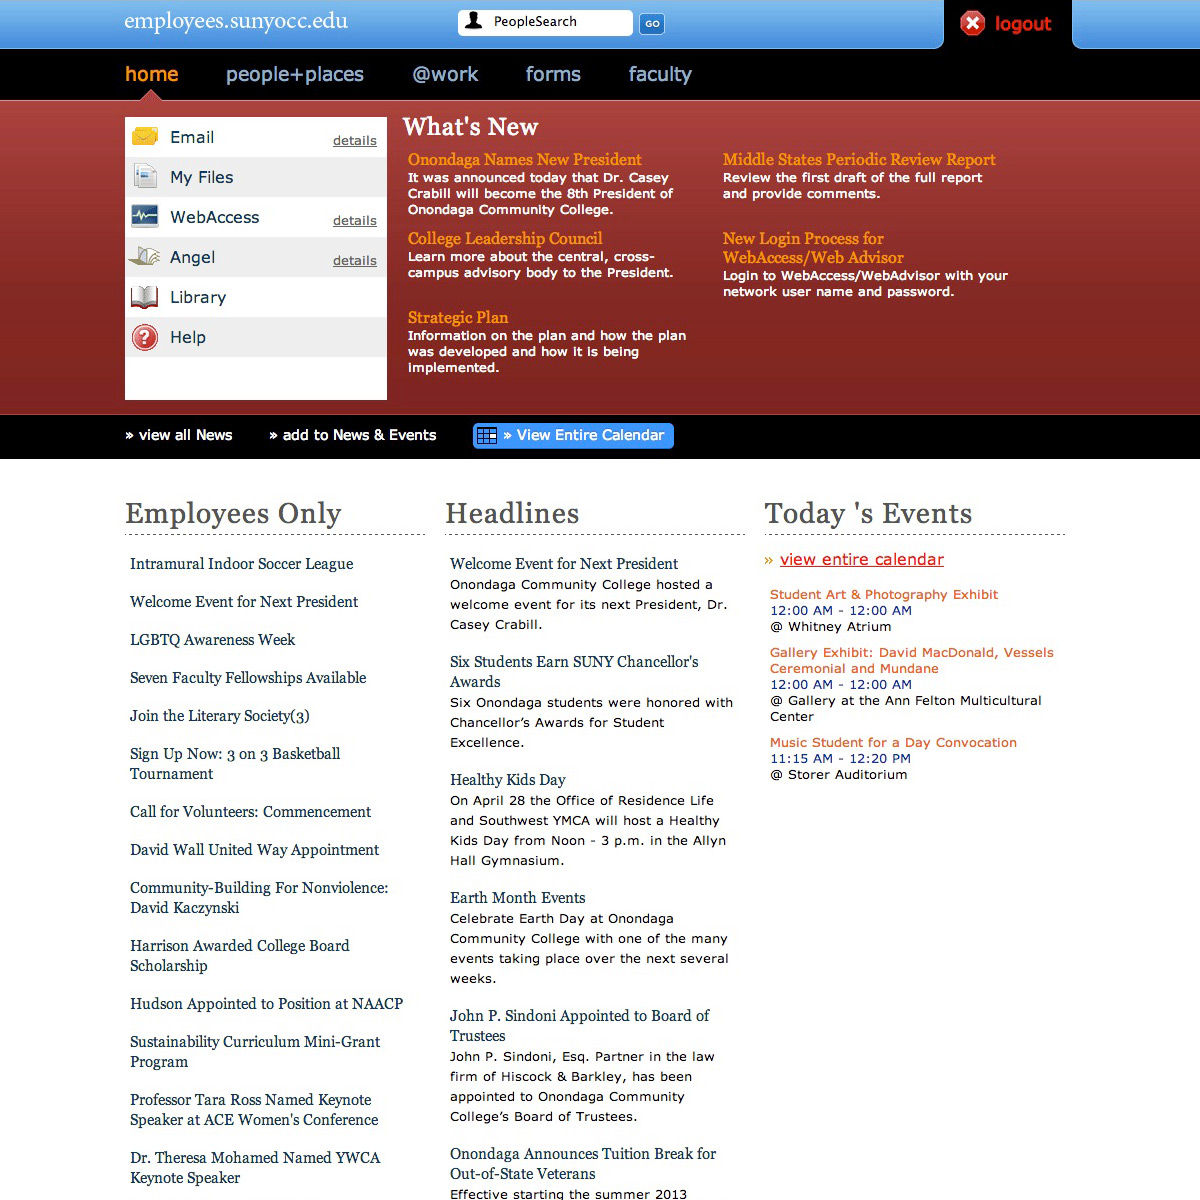 employees.sunyocc.edu
PeopleSearch
GO
logout
home
people+places
@work
forms
faculty
Email
details
My Files
WebAccess
details
Angel
details
Library
Help
What's New
Onondaga Names New President
It was announced today that Dr. Casey
Crabill will become the 8th President of
Onondaga Community College.
College Leadership Council
Learn more about the central, cross-
campus advisory body to the President.
Strategic Plan
Information on the plan and how the plan
was developed and how it is being
implemented.
Middle States Periodic Review Report
Review the first draft of the full report
and provide comments.
New Login Process for
WebAccess/Web Advisor
Login to WebAccess/WebAdvisor with your
network user name and password.
» view all News
» add to News & Events
» View Entire Calendar
Employees Only
Intramural Indoor Soccer League
Welcome Event for Next President
LGBTQ Awareness Week
Seven Faculty Fellowships Available
Join the Literary Society(3)
Sign Up Now: 3 on 3 Basketball
Tournament
Call for Volunteers: Commencement
David Wall United Way Appointment
Community-Building For Nonviolence:
David Kaczynski
Harrison Awarded College Board
Scholarship
Hudson Appointed to Position at NAACP
Sustainability Curriculum Mini-Grant
Program
Professor Tara Ross Named Keynote
Speaker at ACE Women's Conference
Dr. Theresa Mohamed Named YWCA
Keynote Speaker
Headlines
Welcome Event for Next President
Onondaga Community College hosted a
welcome event for its next President, Dr.
Casey Crabill.
Six Students Earn SUNY Chancellor's
Awards
Six Onondaga students were honored with
Chancellor’s Awards for Student
Excellence.
Healthy Kids Day
On April 28 the Office of Residence Life
and Southwest YMCA will host a Healthy
Kids Day from Noon - 3 p.m. in the Allyn
Hall Gymnasium.
Earth Month Events
Celebrate Earth Day at Onondaga
Community College with one of the many
events taking place over the next several
weeks.
John P. Sindoni Appointed to Board of
Trustees
John P. Sindoni, Esq. Partner in the law
firm of Hiscock & Barkley, has been
appointed to Onondaga Community
College’s Board of Trustees.
Onondaga Announces Tuition Break for
Out-of-State Veterans
Effective starting the summer 2013
Today 's Events
» view entire calendar
Student Art & Photography Exhibit
12:00 AM - 12:00 AM
@ Whitney Atrium
Gallery Exhibit: David MacDonald, Vessels
Ceremonial and Mundane
12:00 AM - 12:00 AM
@ Gallery at the Ann Felton Multicultural
Center
Music Student for a Day Convocation
11:15 AM - 12:20 PM
@ Storer Auditorium